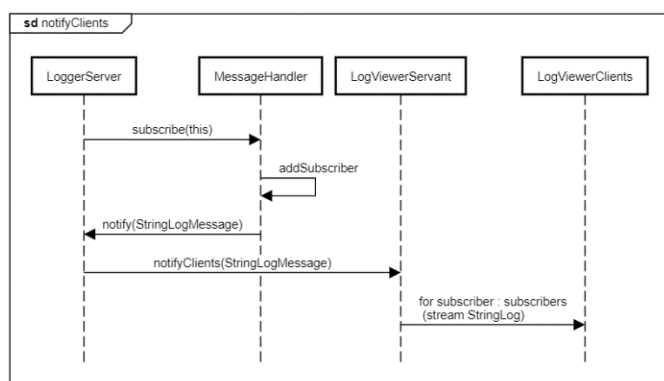 sd notifyClients
LoggerServer
MessageHandler
LogViewerServant
LogViewerClients
subscribe(this)
addSubscriber
notify(StringLogMessage)
notifyClients(StringLogMessage)
for subscriber : subscribers
(stream StringLog)